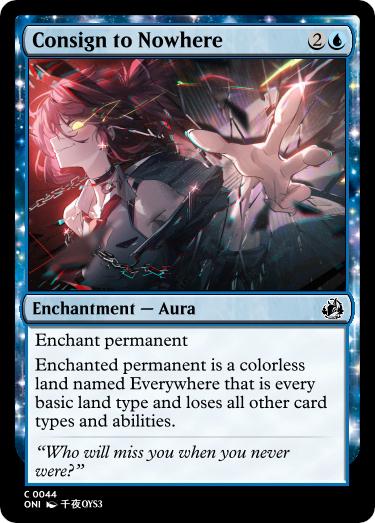 Consign to Nowhere
2
Enchantment — Aura
Enchant permanent
Enchanted permanent is a colorless
land named Everywhere that is every
basic land type and loses all other card
types and abilities.
“Who will miss you when you never
were?”
C 0044
ONI 千夜QYS3